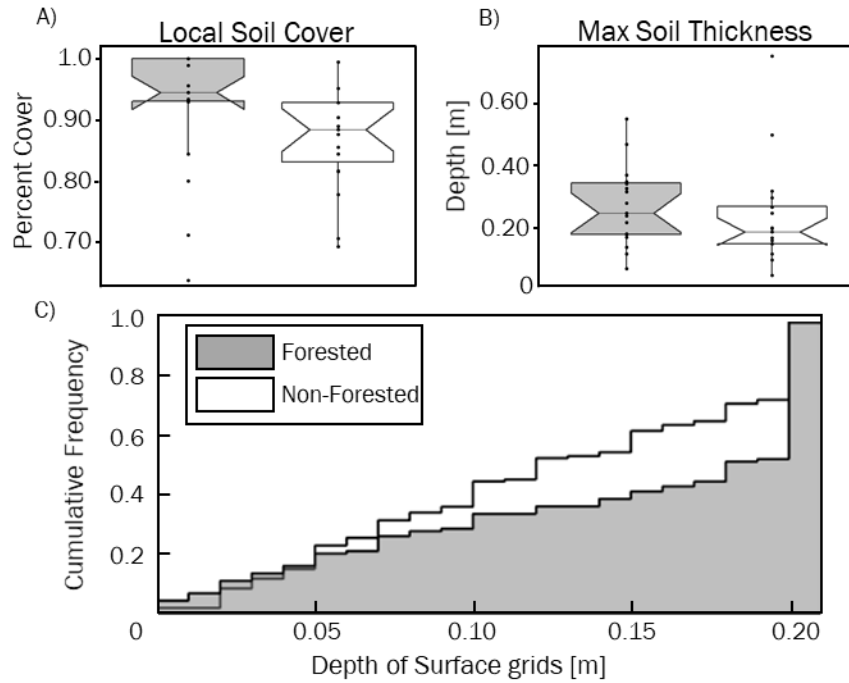 A)
Local Soil Cover
Percent Cover
1.0
0.90
0.80
0.70
B)
Max Soil Thickness
Depth [m]
0.60
0.40
0.20
0
C)
Cumulative Frequency
1.0
0.8
0.6
0.4
0.2
Forested
Non-Forested
0
0.05
0.10
0.15
0.20
Depth of Surface grids [m]